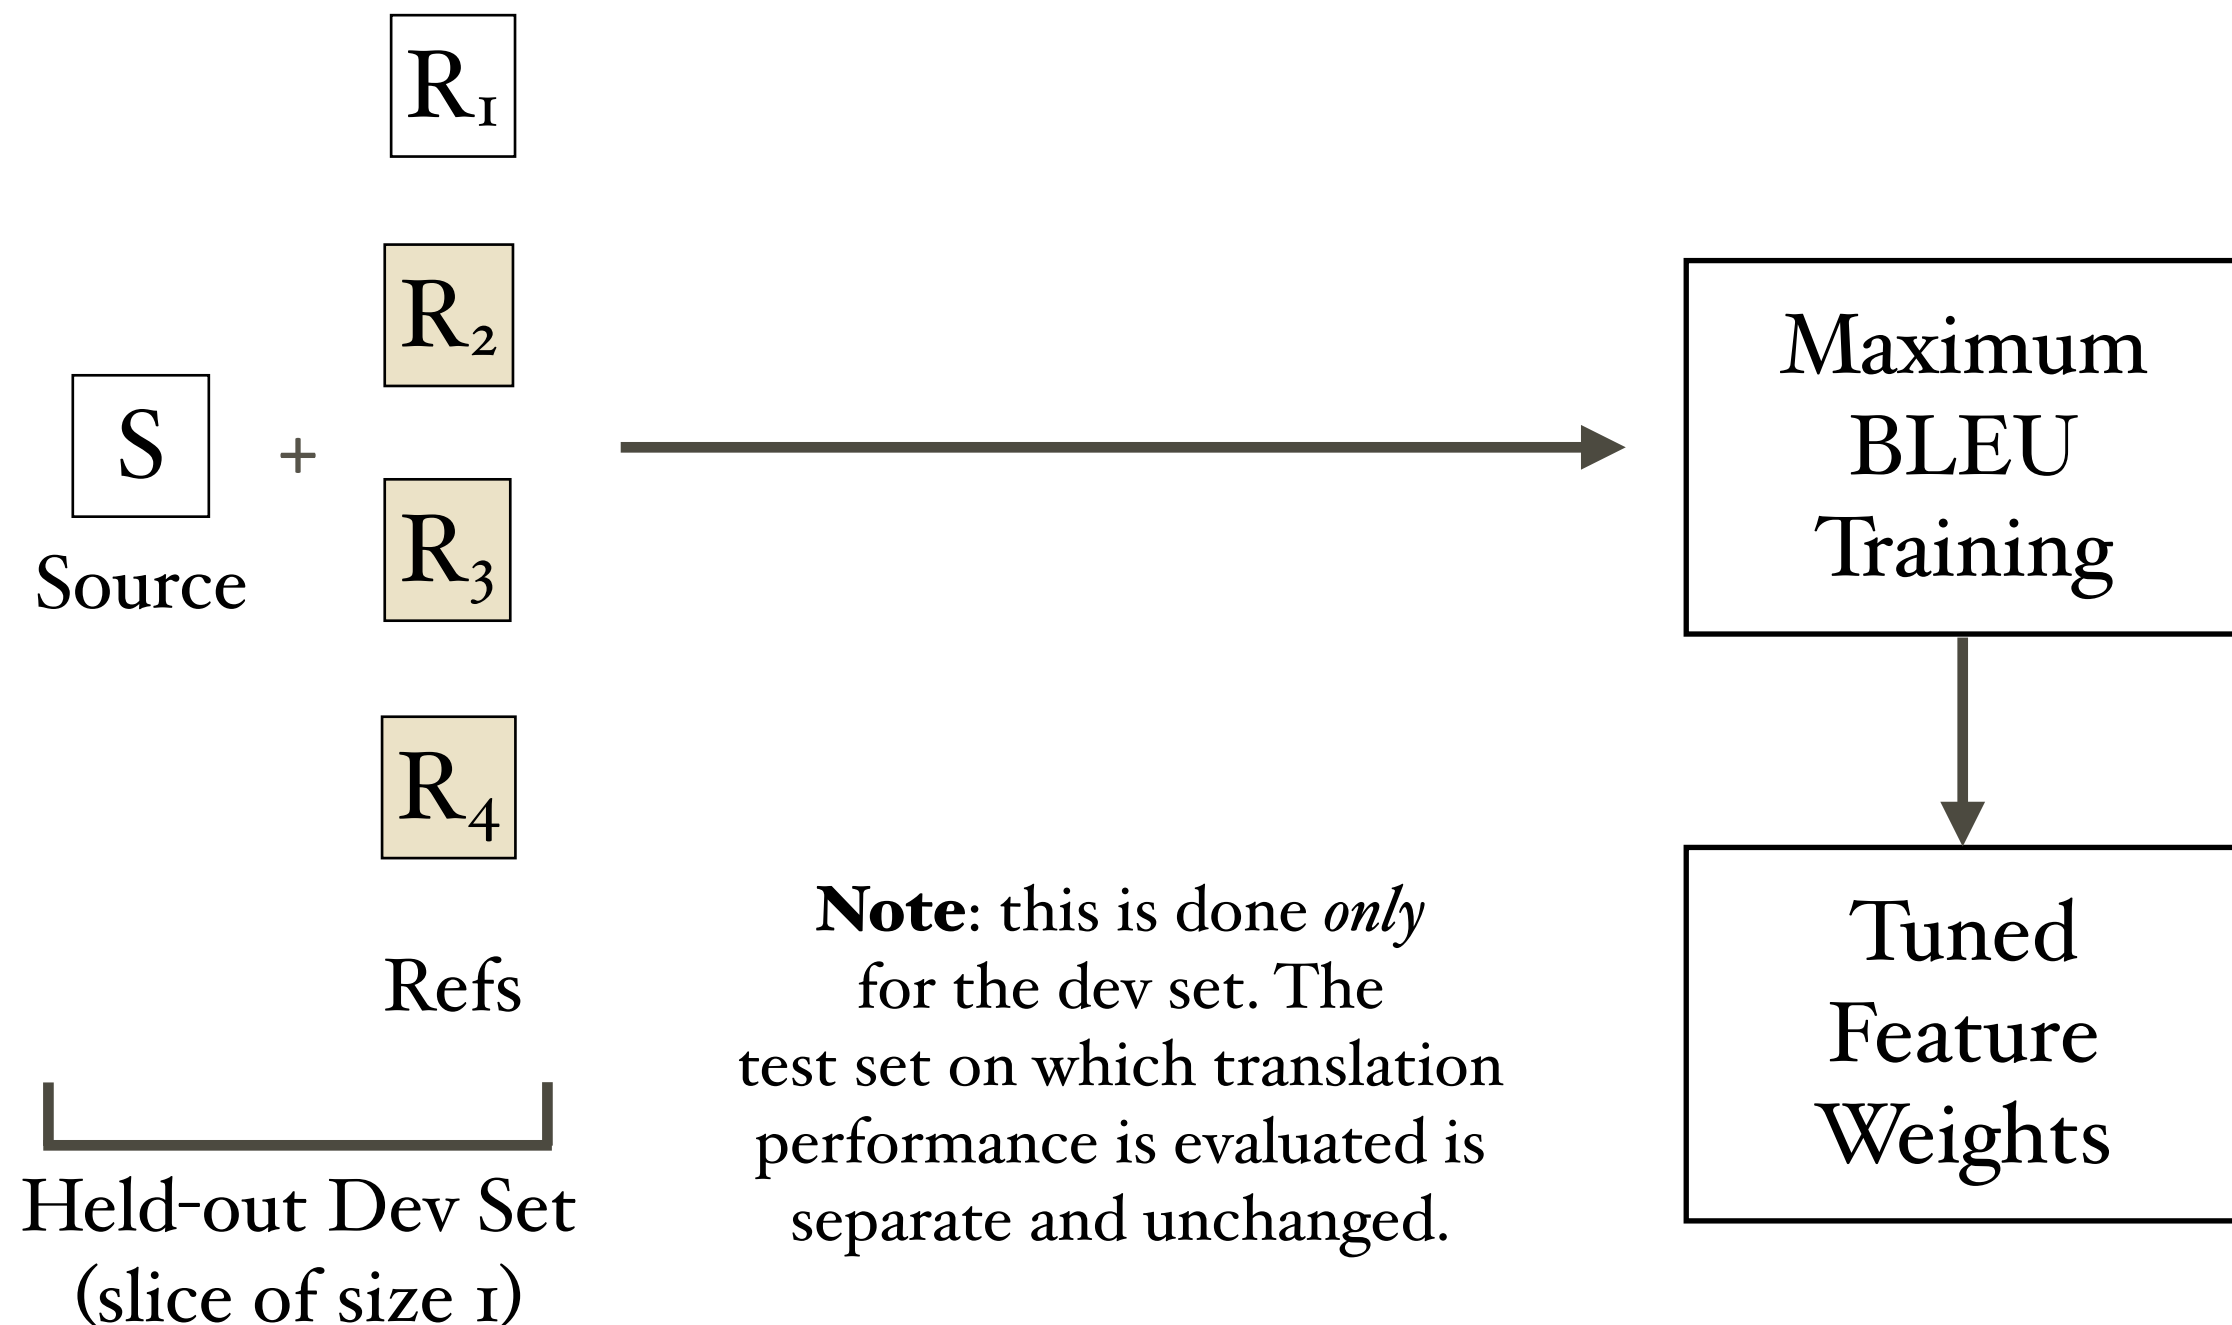 R1
R2
S
+
R3
Source
R4
Refs
Held-out Dev Set
(slice of size 1)
Note: this is done only
for the dev set. The
test set on which translation
performance is evaluated is
separate and unchanged.
Maximum
BLEU
Training
Tuned
Feature
Weights